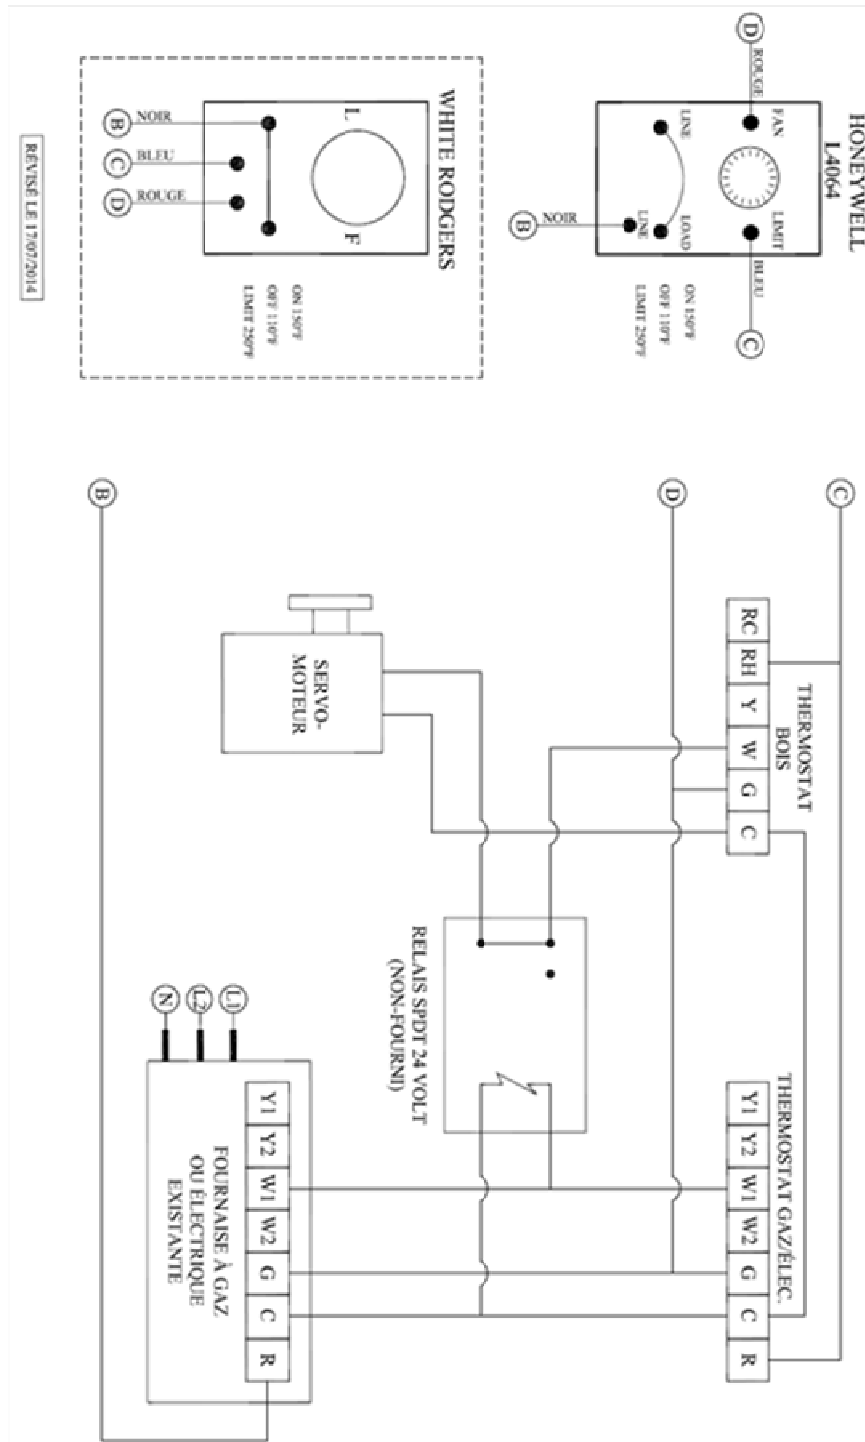 HONEYWELL
L4064
D ROUGE FAN LIMIT BLEU C
LINE LOAD
LINE
NOIR
B
ON 150°F
OFF 110°F
LIMIT 250°F
WHITE RODGERS
L F
ON 150°F
OFF 110°F
LIMIT 250°F
NOIR BLEU ROUGE
B C D
RÉVISÉ LE 17/07/2014
C
THERMOSTAT
BOIS
RC RH Y W G C
THERMOSTAT GAZ/ÉLEC.
Y1 Y2 W1 W2 G C R
D
RELAIS SPDT 24 VOLT
(NON-FOURNI)
SERVO-
MOTEUR
Y1 Y2 W1 W2 G C R
L1
L2
N
FOURNAISE À GAZ
OU ÉLECTRIQUE
EXISTANTE
B